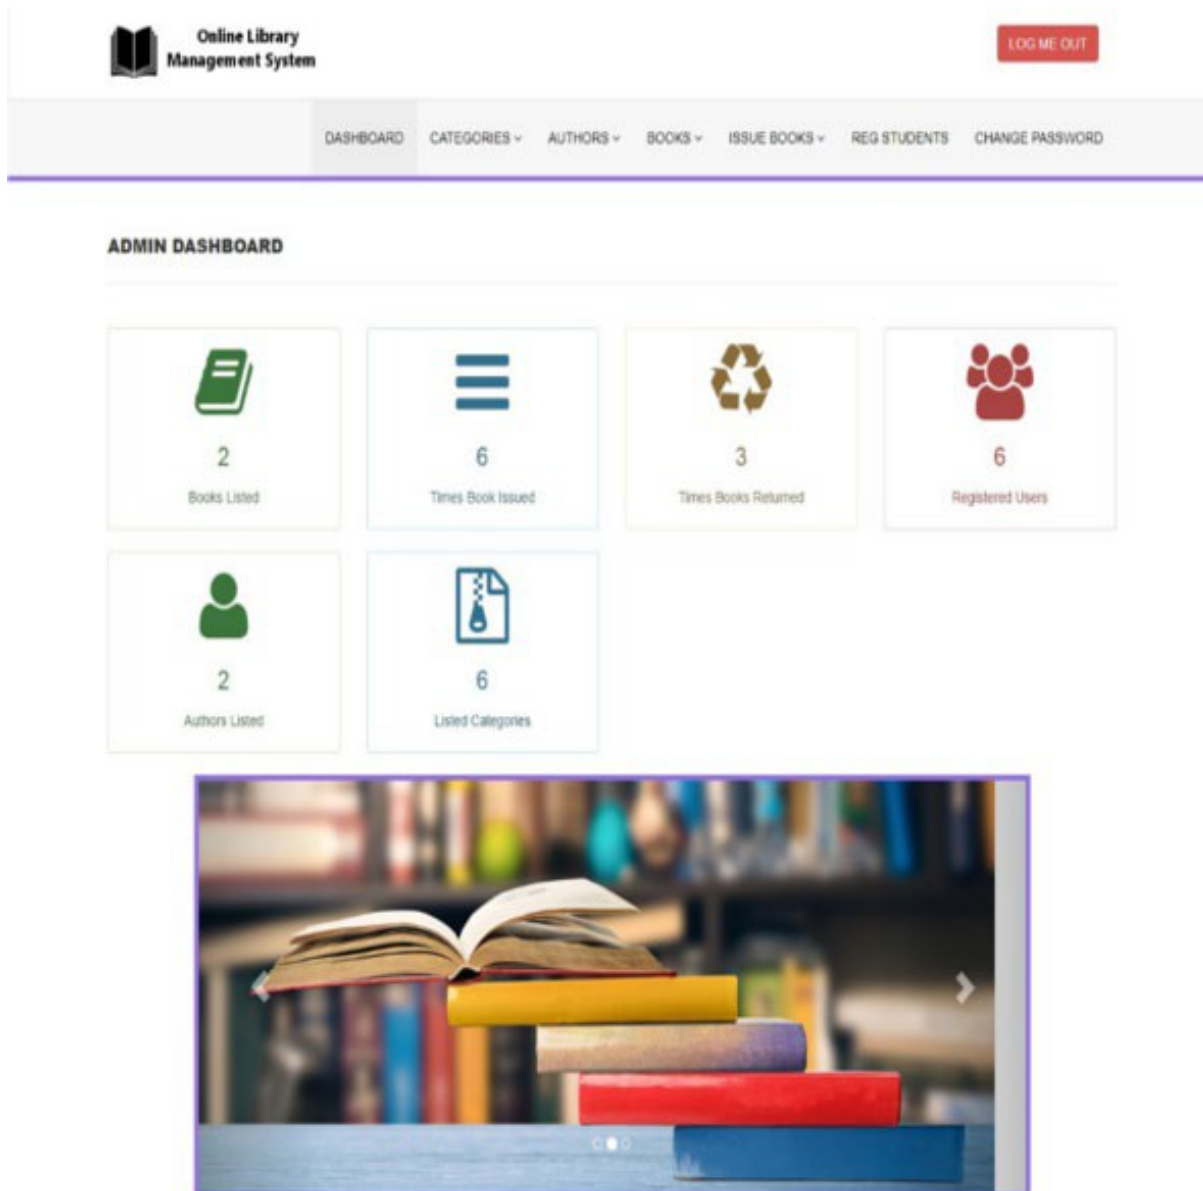 Online Library
Management System
LOG ME OUT
DASHBOARD CATEGORIES AUTHORS BOOKS ISSUE BOOKS REG STUDENTS CHANGE PASSWORD
ADMIN DASHBOARD
2
Books Listed
6
Times Book Issued
3
Times Books Returned
6
Registered Users
2
Authors Listed
6
Listed Categories